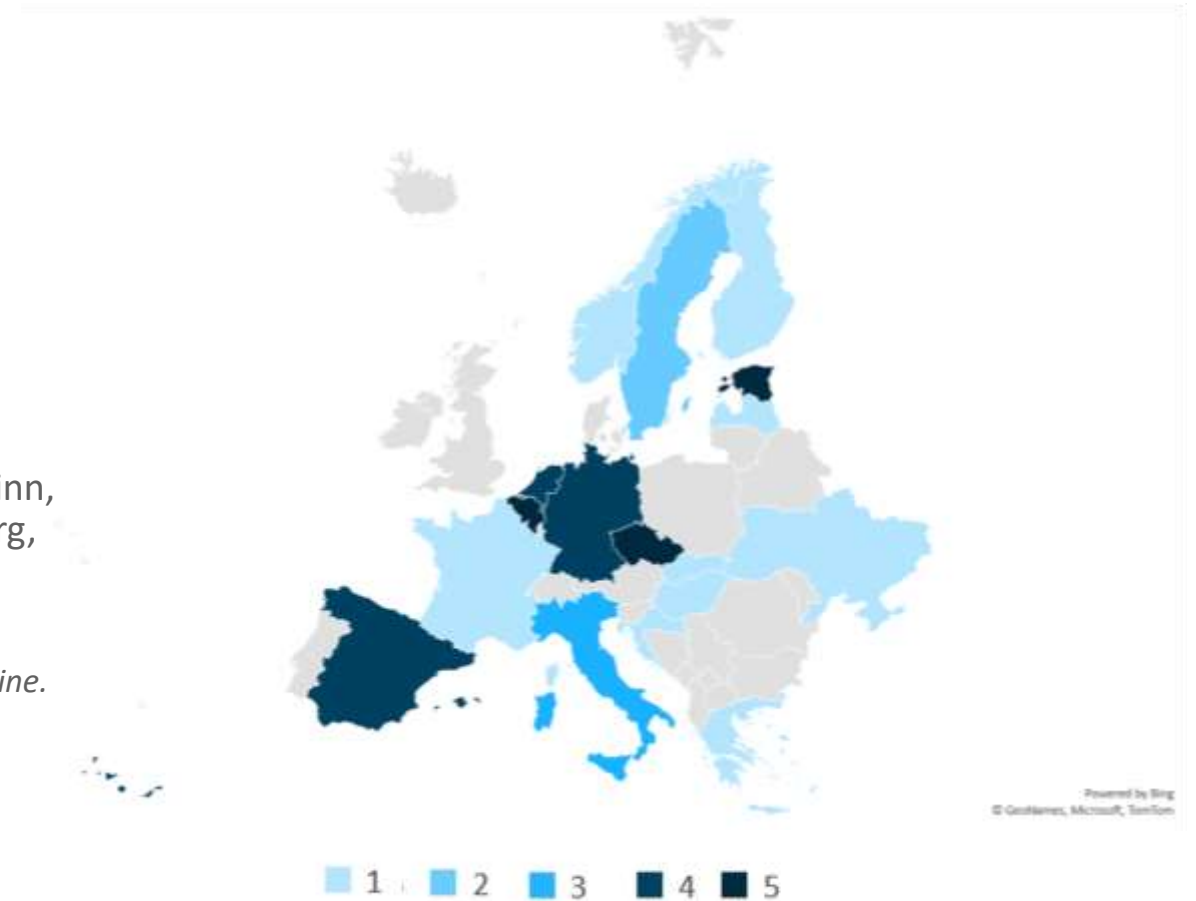 inn,
rg,
ine.
Powered by Bing
© GeoNames, Microsoft, TomTom
1
2
3
4
5